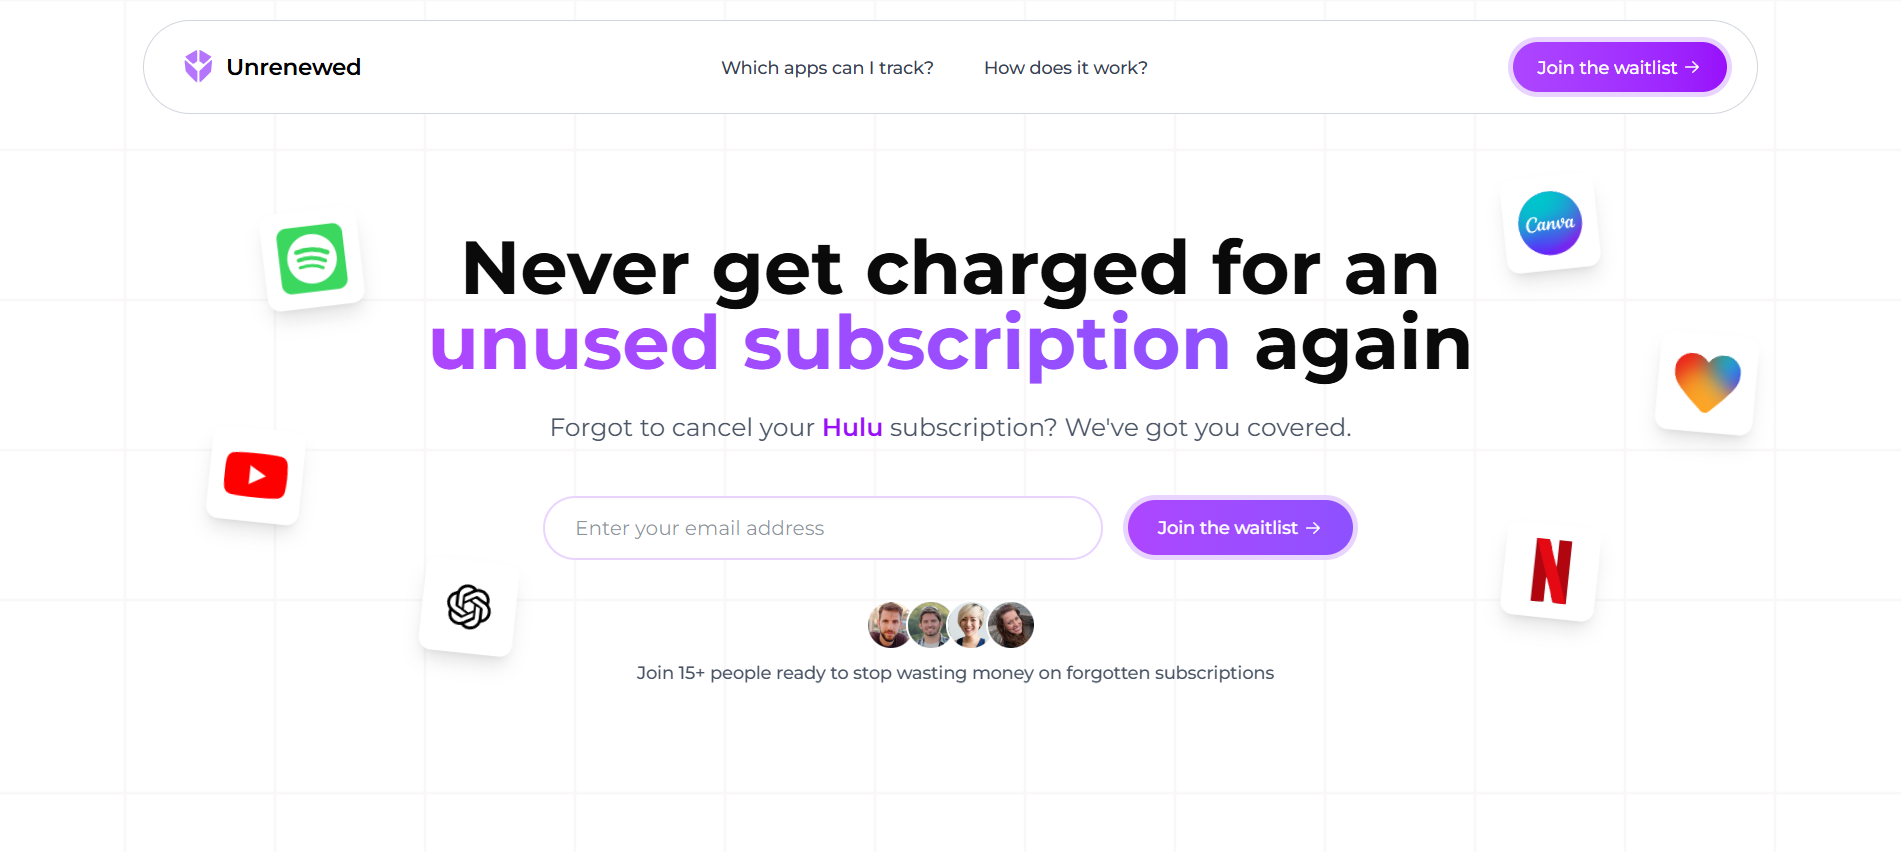 Unrenewed
Which apps can I track?
How does it work?
Join the waitlist →
Canva
Never get charged for an
unused subscription again
Forgot to cancel your Hulu subscription? We've got you covered.
Enter your email address
Join the waitlist →
N
Join 15+ people ready to stop wasting money on forgotten subscriptions